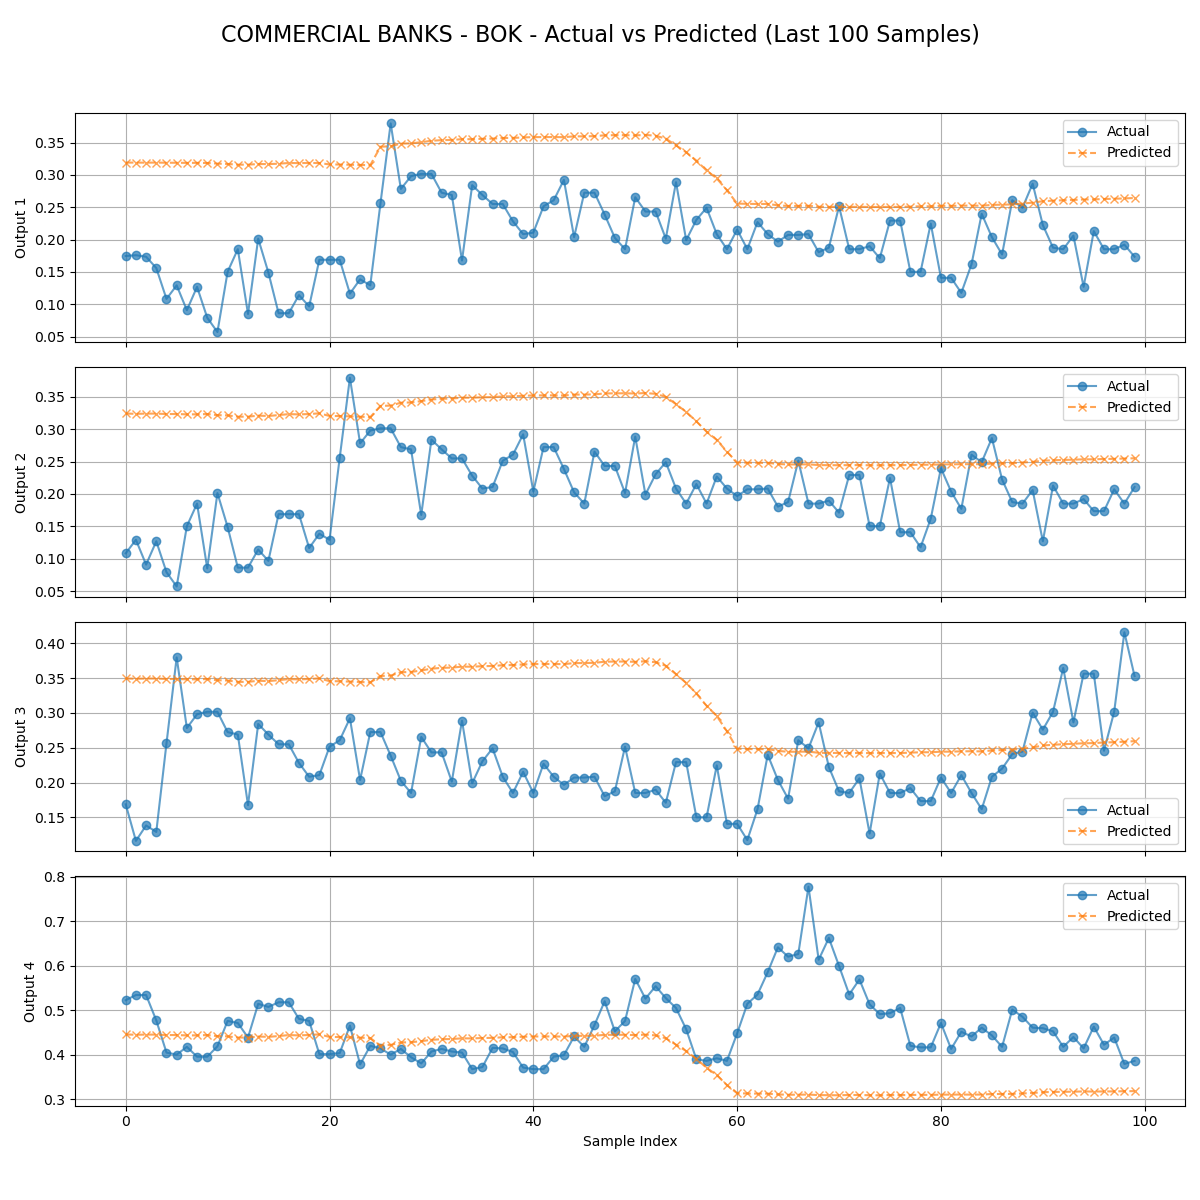 COMMERCIAL BANKS - BOK - Actual vs Predicted (Last 100 Samples)
Output 1
0.35
0.30
0.25
0.20
0.15
0.10
0.05
Actual
Predicted
Output 2
0.35
0.30
0.25
0.20
0.15
0.10
0.05
Actual
Predicted
Output 3
0.40
0.35
0.30
0.25
0.20
0.15
Actual
Predicted
Output 4
0.8
0.7
0.6
0.5
0.4
0.3
Actual
Predicted
0 20 40 60 80 100
Sample Index